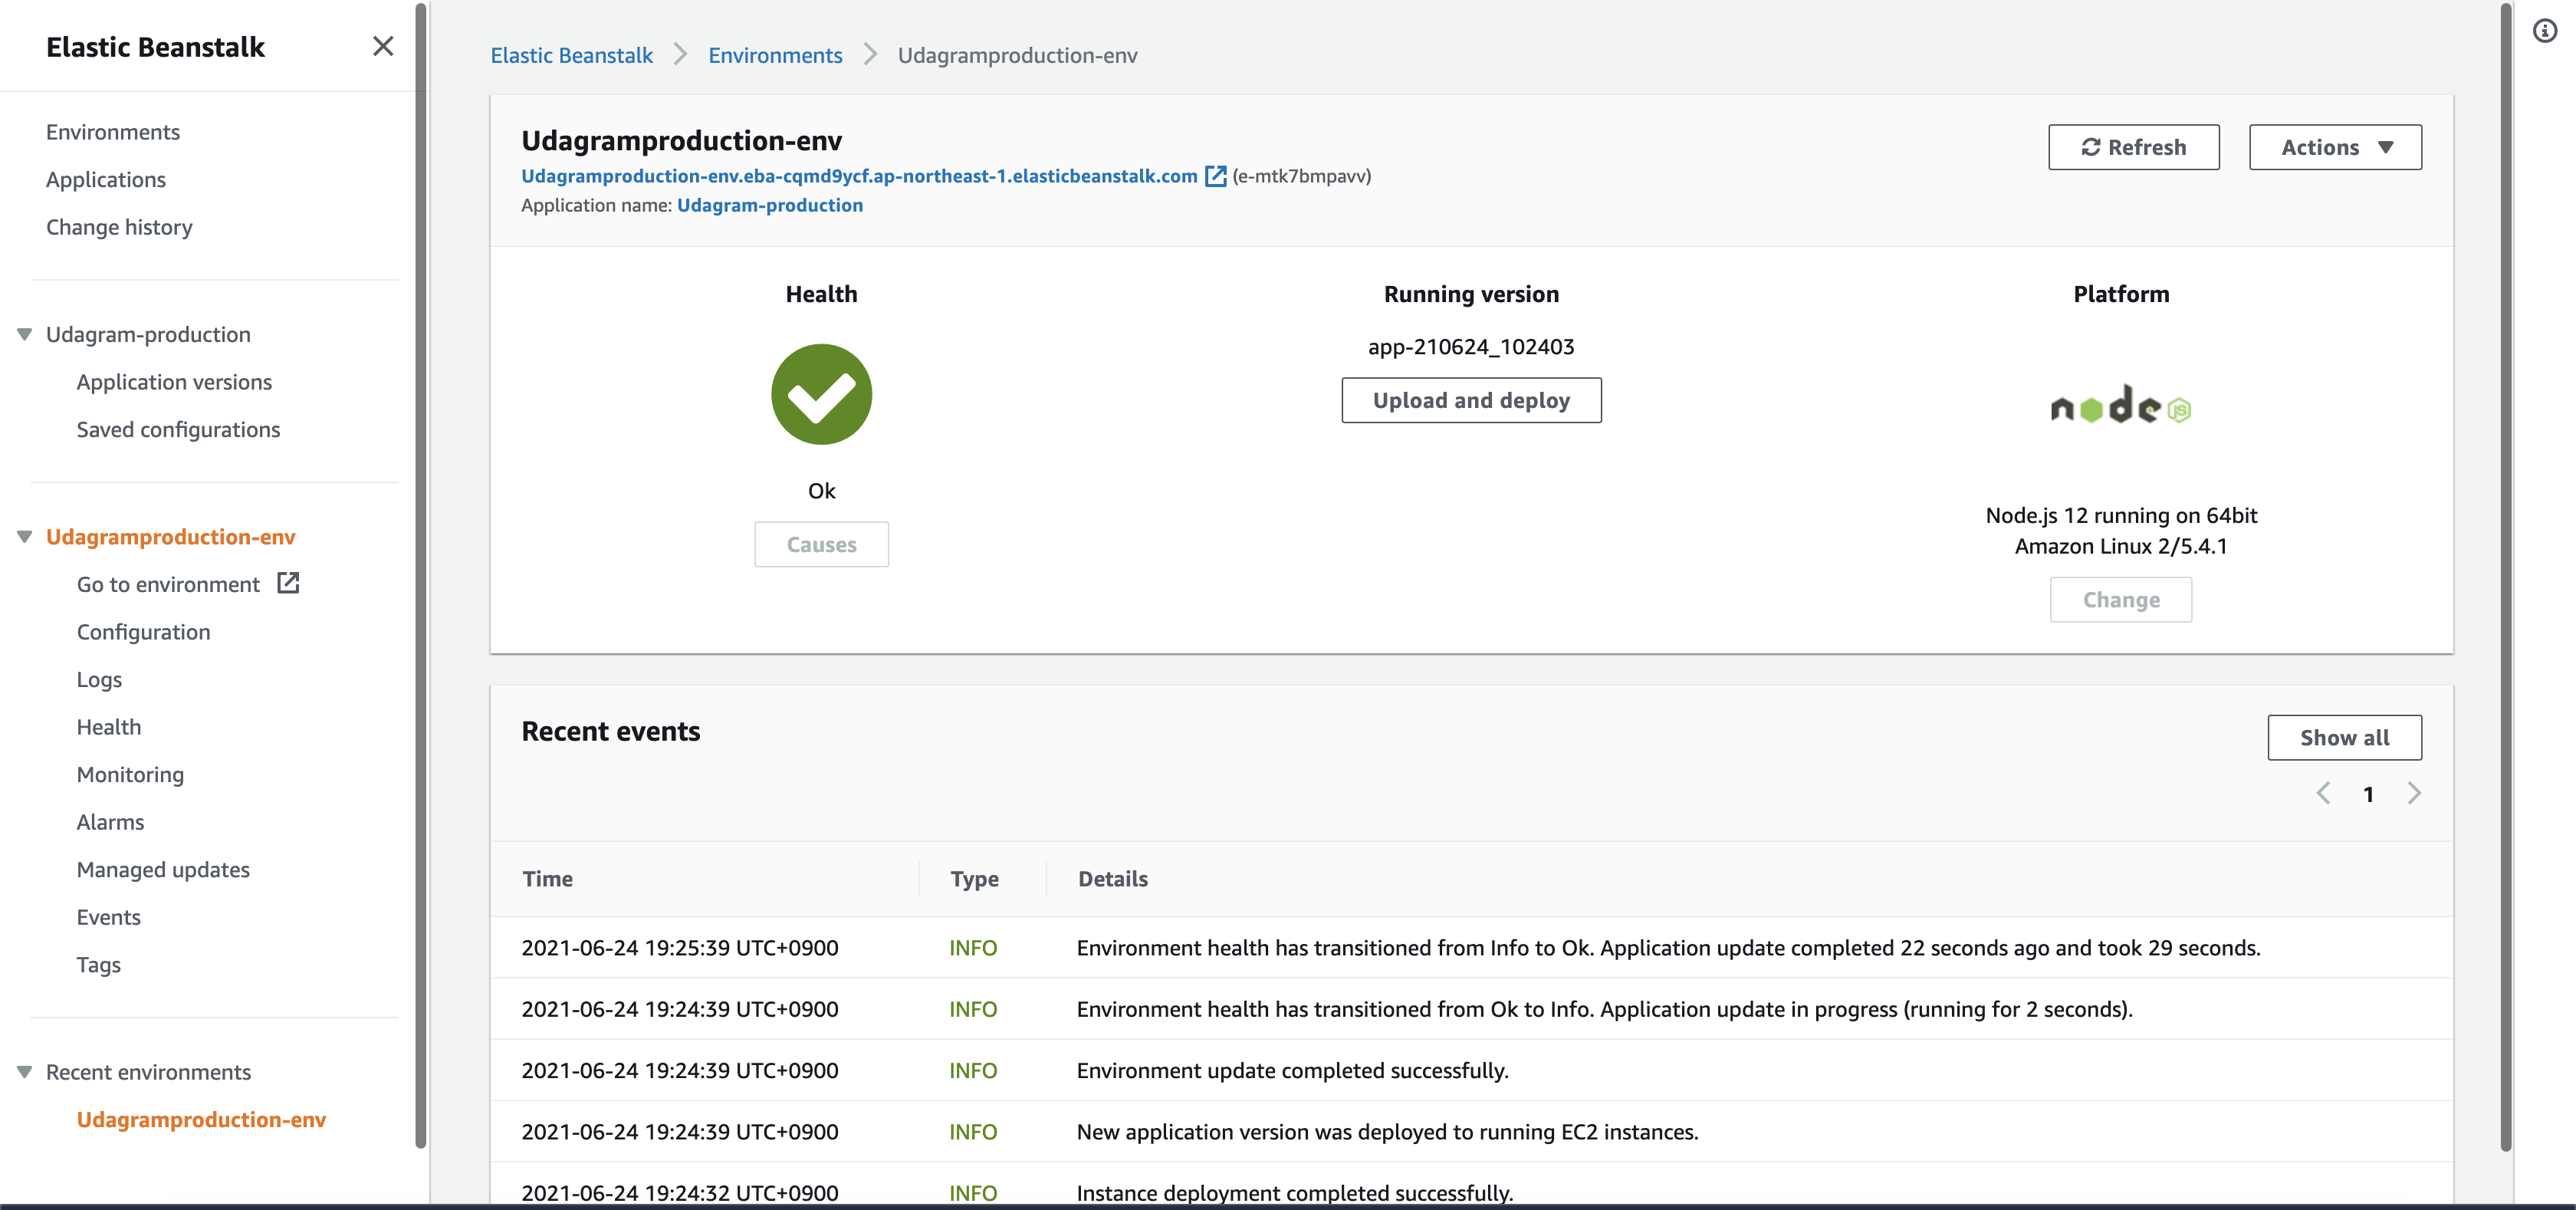 Elastic Beanstalk
Environments
Applications
Change history
Udagram-production
Application versions
Saved configurations
Udagramproduction-env
Go to environment
Configuration
Logs
Health
Monitoring
Alarms
Managed updates
Events
Tags
Recent environments
Udagramproduction-env
Elastic Beanstalk Environments Udagramproduction-env
Udagramproduction-env
Udagramproduction-env.eba-cqmd9ycf.ap-northeast-1.elasticbeanstalk.com (e-mtk7bmpavv)
Application name: Udagram-production
Refresh
Actions
Health
Ok
Causes
Running version
app-210624_102403
Upload and deploy
Platform
node JS
Node.js 12 running on 64bit
Amazon Linux 2/5.4.1
Change
Recent events
Show all
1
Time Type Details
2021-06-24 19:25:39 UTC+0900 INFO Environment health has transitioned from Info to Ok. Application update completed 22 seconds ago and took 29 seconds.
2021-06-24 19:24:39 UTC+0900 INFO Environment health has transitioned from Ok to Info. Application update in progress (running for 2 seconds).
2021-06-24 19:24:39 UTC+0900 INFO Environment update completed successfully.
2021-06-24 19:24:39 UTC+0900 INFO New application version was deployed to running EC2 instances.
2021-06-24 19:24:32 UTC+0900 INFO Instance deployment completed successfully.